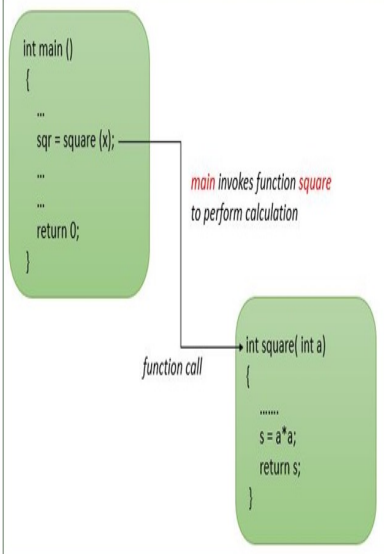 int main ()
{
...
sqr = square (x);
...
...
return 0;
}
main invokes function square
to perform calculation
function call
int square( int a)
{
.......
s = a*a;
return s;
}